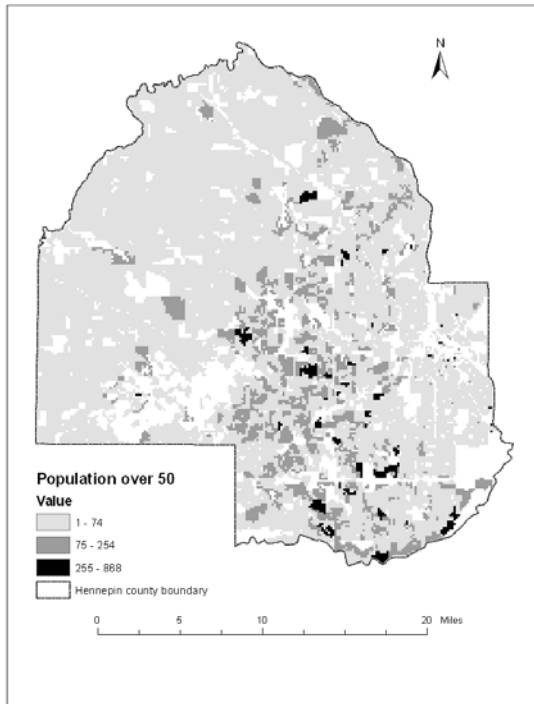 N
Population over 50
Value
1 - 74
75 - 254
255 - 868
Hennepin county boundary
0 5 10 20 Miles